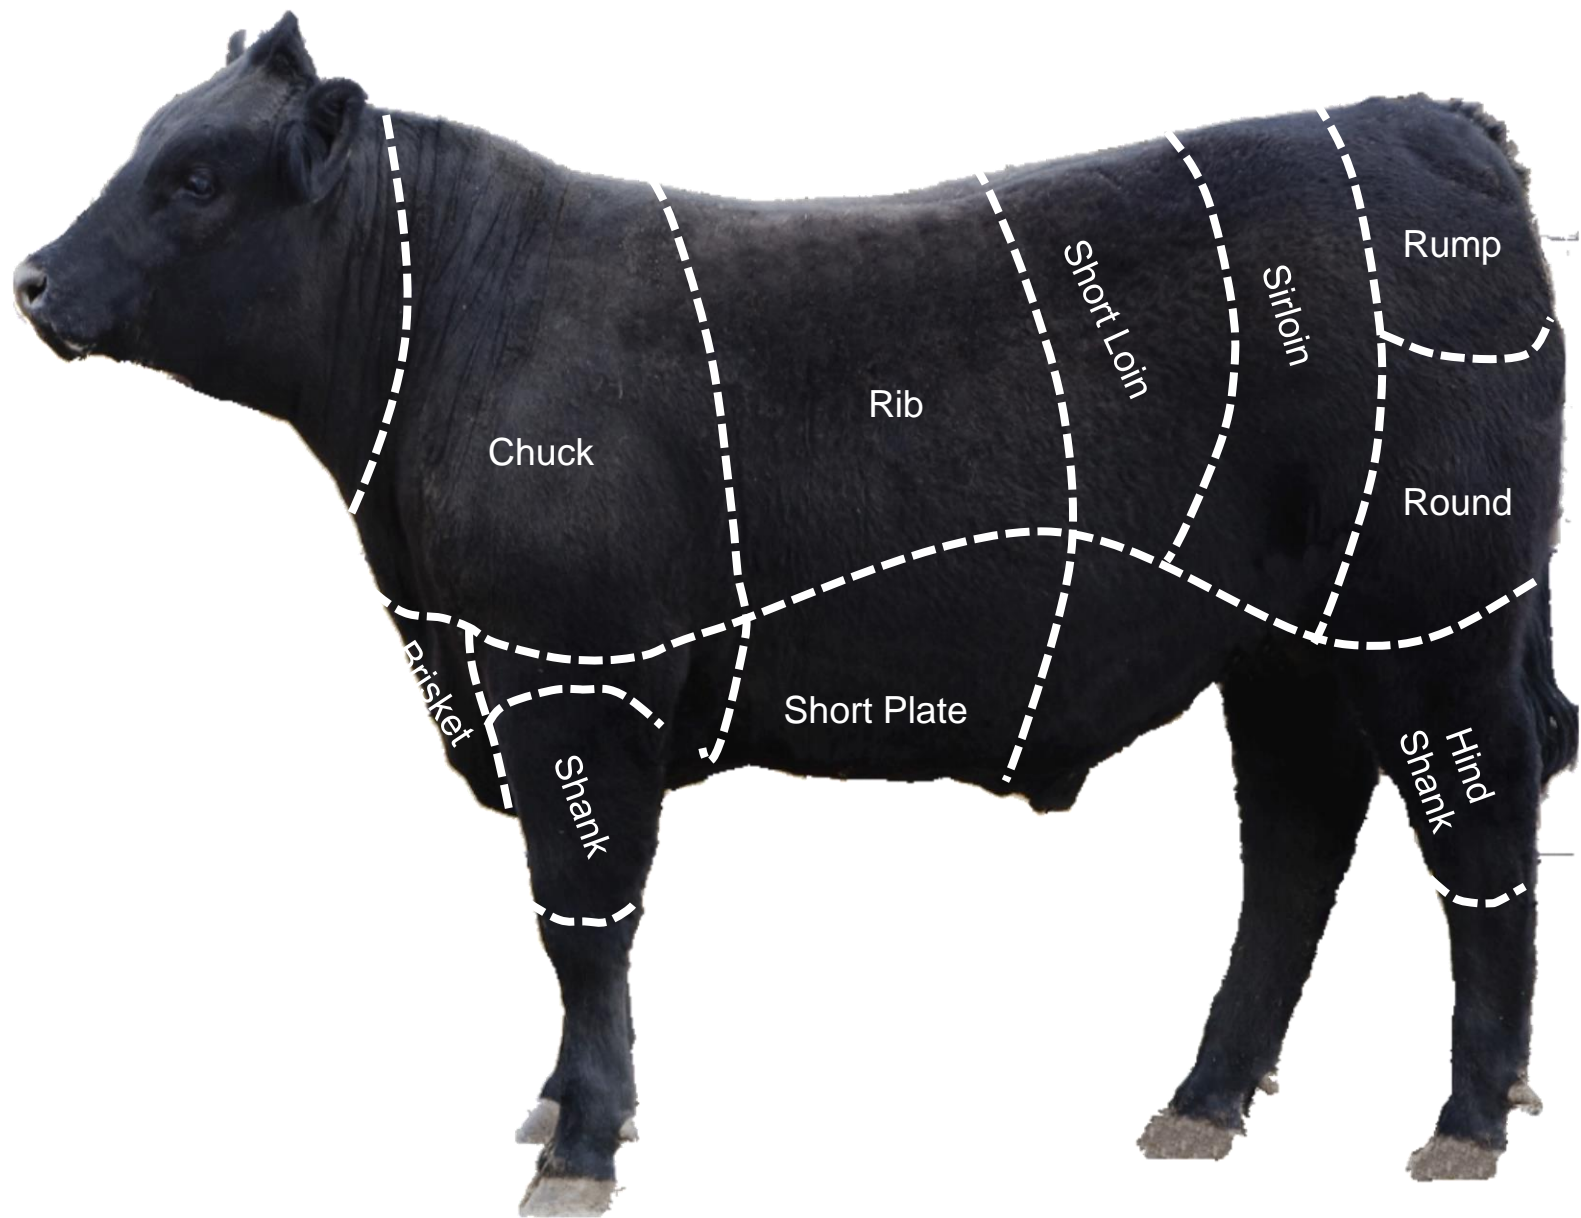 Rump
Short Loin
Sirloin
Rib
Chuck
Round
Brisket
Short Plate
Shank
Hind
Shank